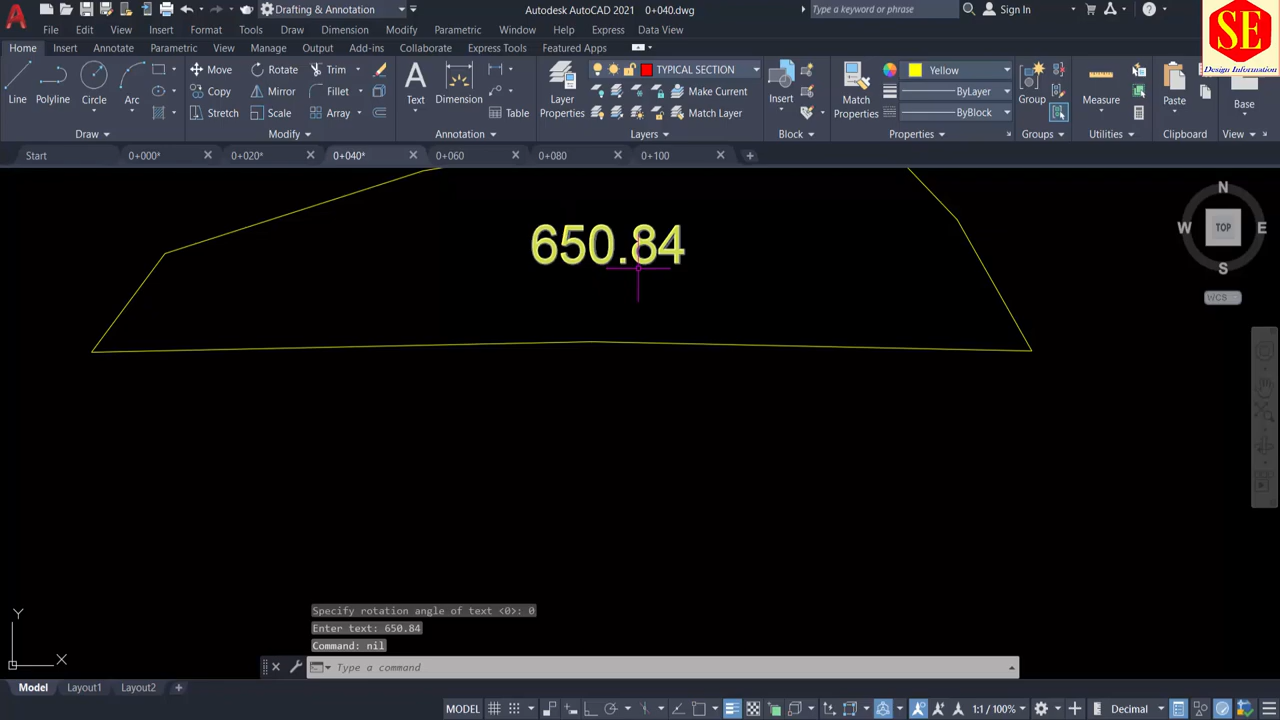 Drafting & Annotation
Autodesk AutoCAD 2021 0+040.dwg
Type a keyword or phrase
Sign In
SE
Design Information
File Edit View Insert Format Tools Draw Dimension Modify Parametric Window Help Express Data View
Home Insert Annotate Parametric View Manage Output Add-ins Collaborate Express Tools Featured Apps
Line Polyline Circle Arc
Move Rotate Trim
Copy Mirror Fillet
Stretch Scale Array
Text Dimension Table
Layer Properties
TYPICAL SECTION
Make Current
Match Layer
Insert
Match Properties
Yellow
ByLayer
ByBlock
Group
Measure
Paste
Base
Draw Modify Annotation Layers Block Properties Groups Utilities Clipboard View
Start 0+000* 0+020* 0+040* 0+060 0+080 0+100
650.84
N
W TOP E
S
WCS
Y
X
Specify rotation angle of text <0>: 0
Enter text: 650.84
Command: nil
Type a command
Model Layout1 Layout2
MODEL 1:1 / 100% Decimal